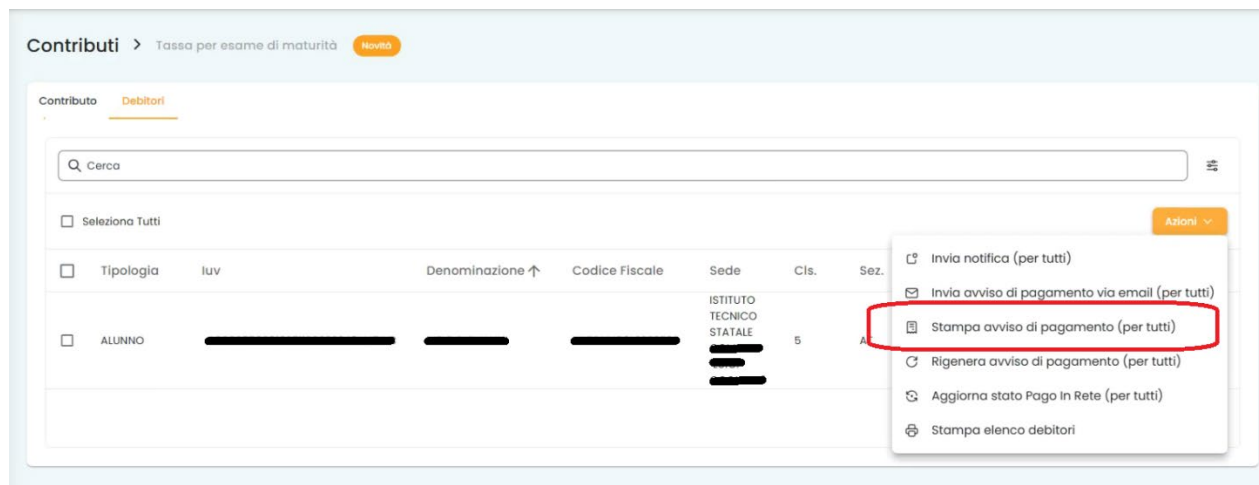 Contributi > Tassa per esame di maturità Novità
Contributo Debitori
Cerca
Seleziona Tutti
Azioni
Tipologia Iuv Denominazione Codice Fiscale Sede Cls. Sez.
ALUNNO
ISTITUTO
TECNICO
STATALE
5
Invia notifica (per tutti)
Invia avviso di pagamento via email (per tutti)
Stampa avviso di pagamento (per tutti)
Rigenera avviso di pagamento (per tutti)
Aggiorna stato Pago In Rete (per tutti)
Stampa elenco debitori